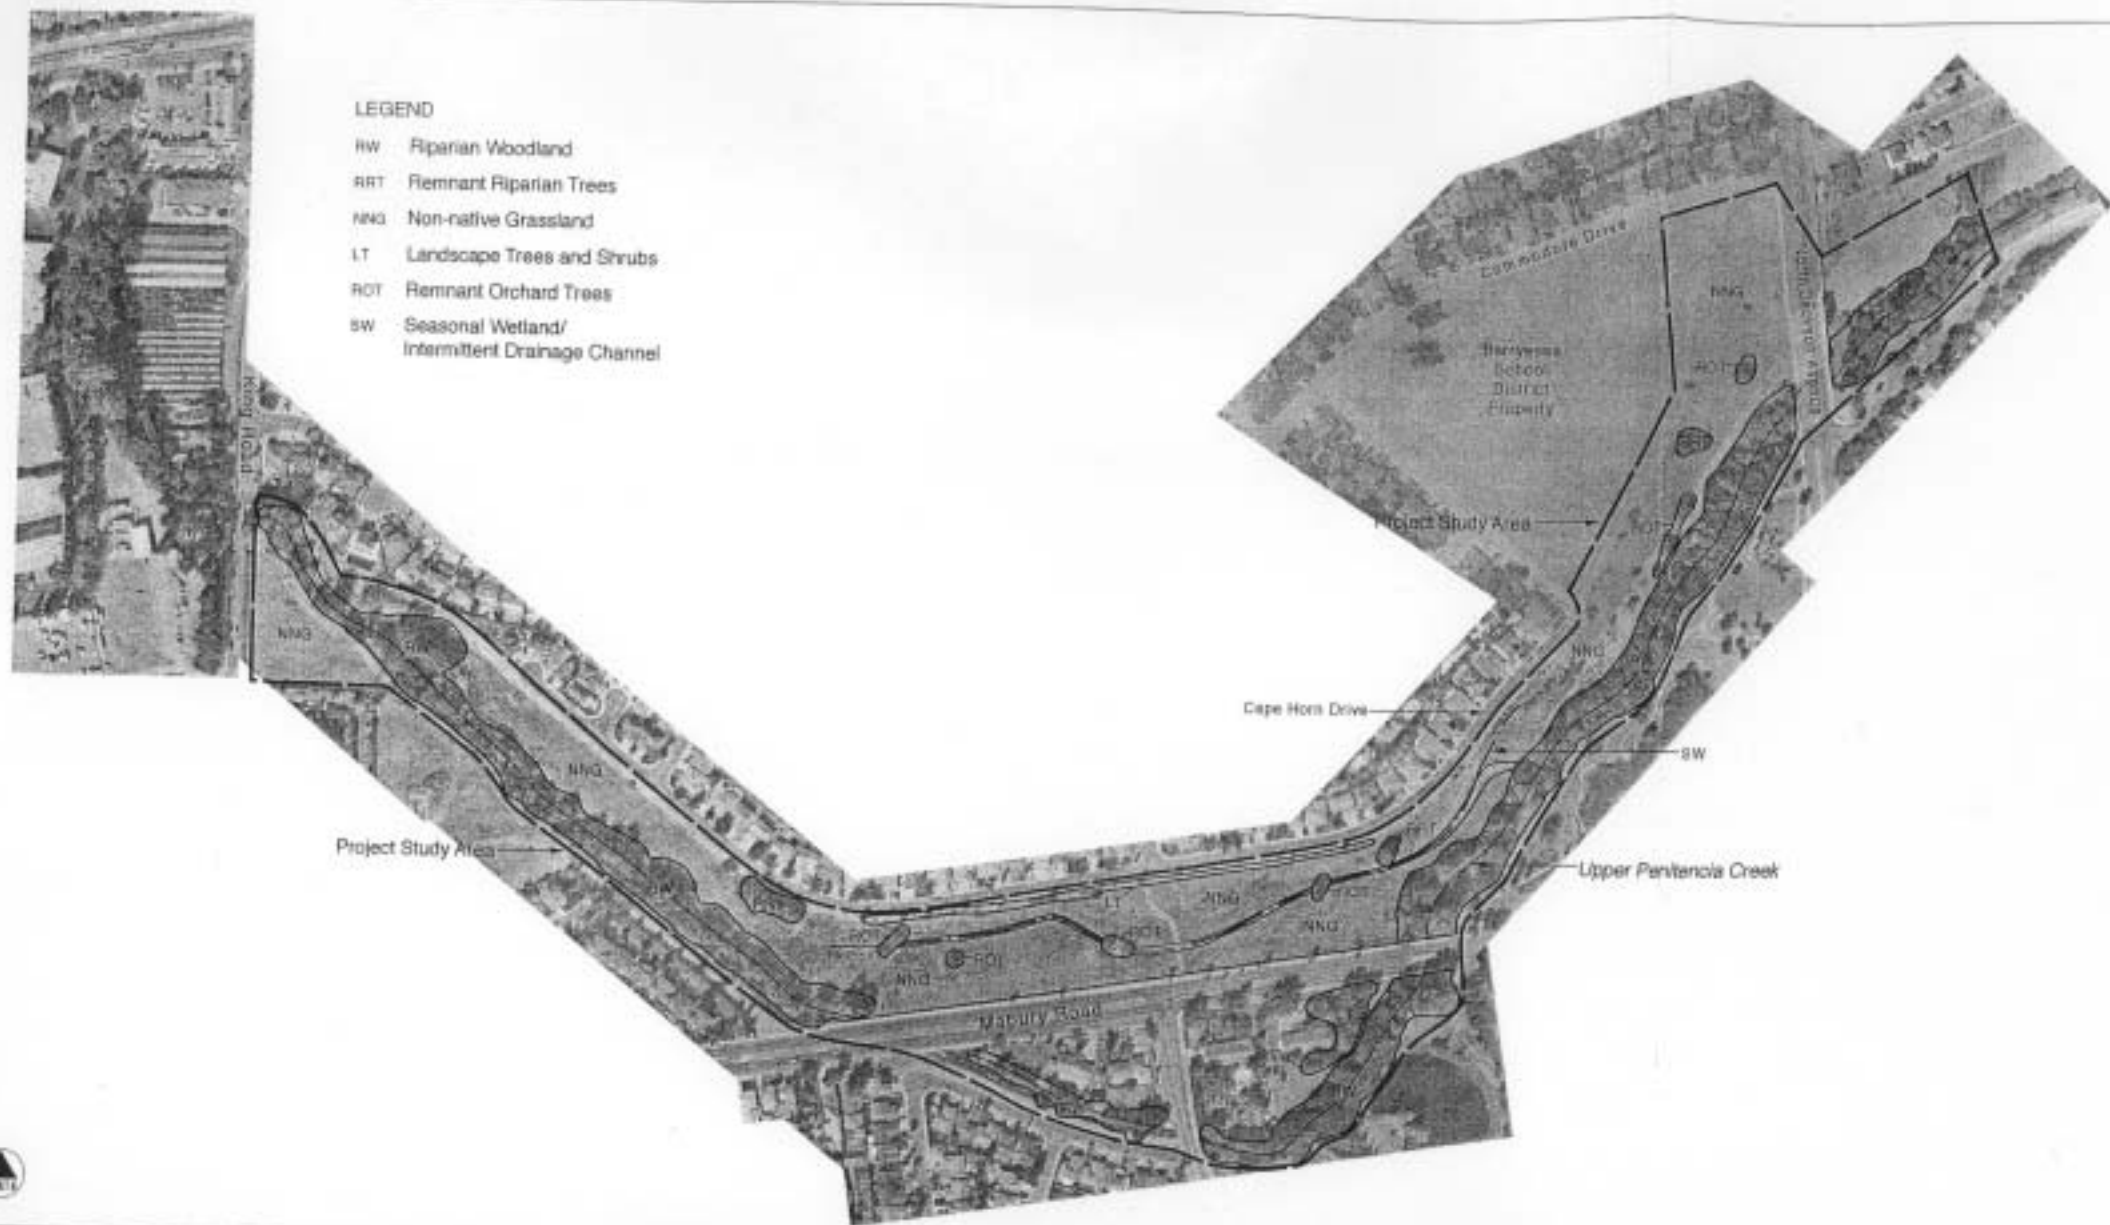 LEGEND
RW Riparian Woodland
RRT Remnant Riparian Trees
NNG Non-native Grassland
LT Landscape Trees and Shrubs
ROT Remnant Orchard Trees
SW Seasonal Wetland/
Intermittent Drainage Channel
King Road
Commodore Drive
NNG
ROT
Berryessa
School
District
Property
Project Study Area
ROT
NNG
NNG
RW
Cape Horn Drive
SW
NNG
Project Study Area
Upper Penitencia Creek
LT
NNG
ROT
ROT
NNG
ROT
NNG
Mabury Road